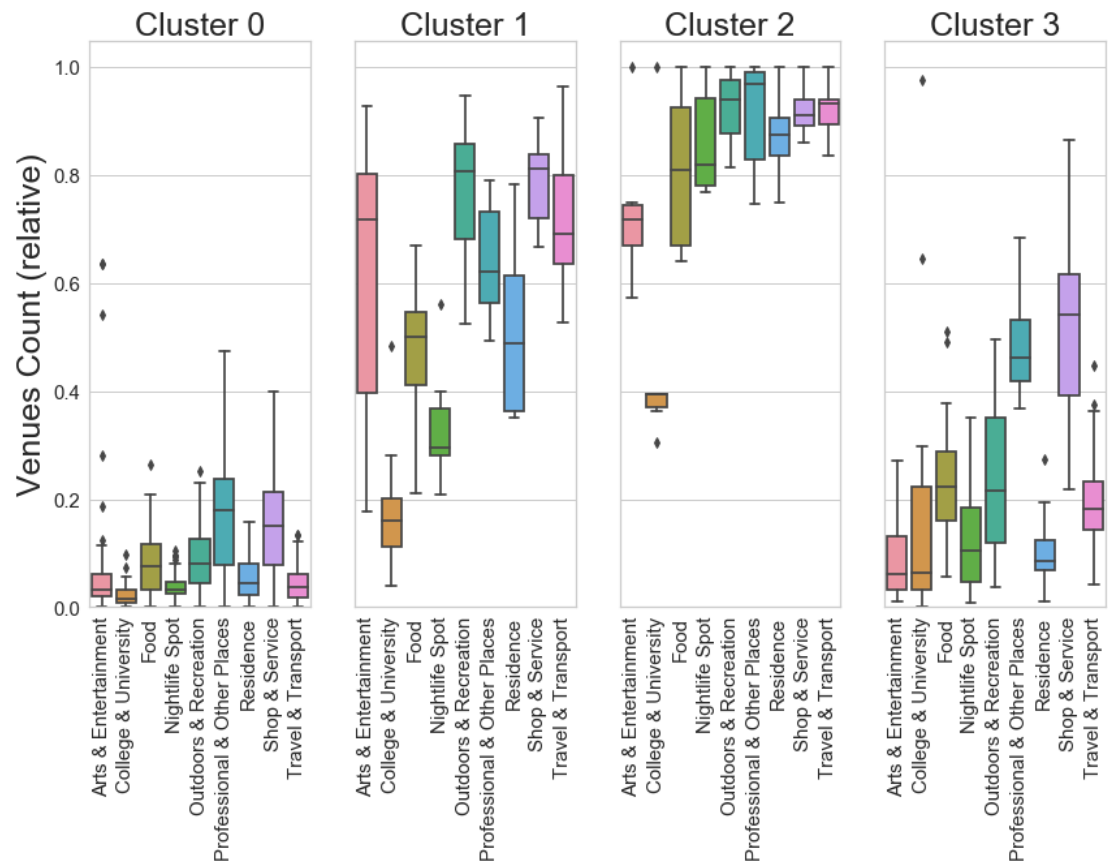 Cluster 0
Cluster 1
Cluster 2
Cluster 3
Venues Count (relative)
1.0
0.8
0.6
0.4
0.2
0.0
Arts & Entertainment
College & University
Food
Nightlife Spot
Outdoors & Recreation
Professional & Other Places
Residence
Shop & Service
Travel & Transport
Arts & Entertainment
College & University
Food
Nightlife Spot
Outdoors & Recreation
Professional & Other Places
Residence
Shop & Service
Travel & Transport
Arts & Entertainment
College & University
Food
Nightlife Spot
Outdoors & Recreation
Professional & Other Places
Residence
Shop & Service
Travel & Transport
Arts & Entertainment
College & University
Food
Nightlife Spot
Outdoors & Recreation
Professional & Other Places
Residence
Shop & Service
Travel & Transport